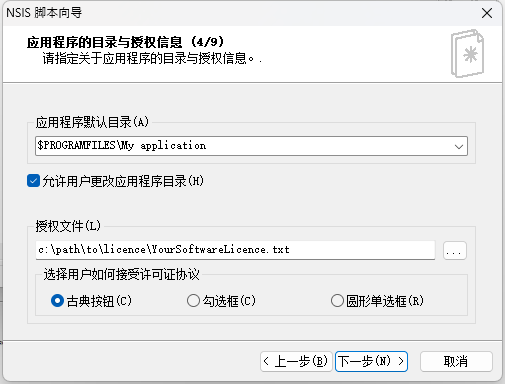 NSIS 脚本向导
应用程序的目录与授权信息 (4/9)
请指定关于应用程序的目录与授权信息。.
应用程序默认目录(A)
$PROGRAMFILES\My application
允许用户更改应用程序目录(H)
授权文件(L)
c:\path\to\licence\YourSoftwareLicence.txt
...
选择用户如何接受许可证协议
古典按钮(C) 勾选框(C) 圆形单选框(R)
< 上一步(B) 下一步(N) > 取消